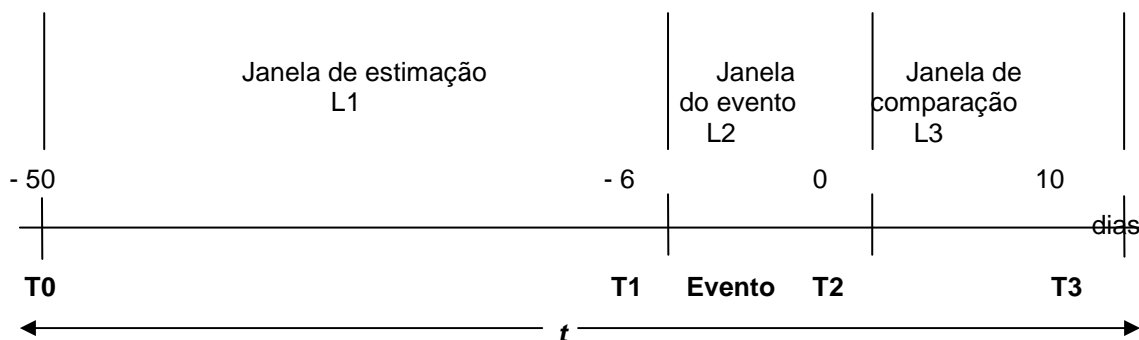 Janela de estimação Janela Janela de
L1 do evento comparação
L2 L3
- 50 - 6 0 10
dias
T0 T1 Evento T2 T3
t